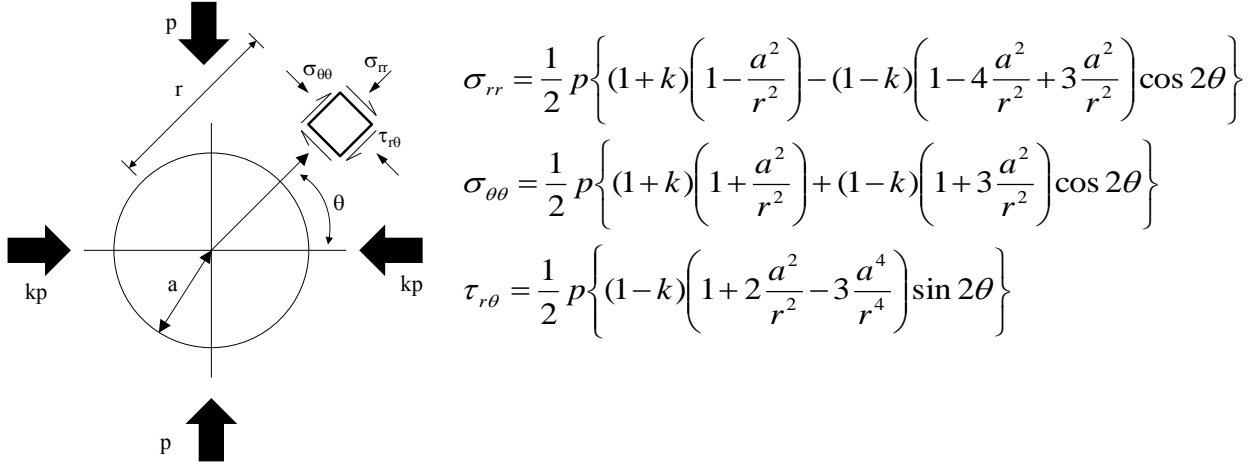 p
r
σθθ
σrr
τrθ
θ
a
kp
kp
p
σrr = 1/2 p{(1+k)(1 − a²/r²) − (1−k)(1 − 4 a²/r² + 3 a²/r²) cos 2θ}
σθθ = 1/2 p{(1+k)(1 + a²/r²) + (1−k)(1 + 3 a²/r²) cos 2θ}
τrθ = 1/2 p{(1−k)(1 + 2 a²/r² − 3 a⁴/r⁴) sin 2θ}